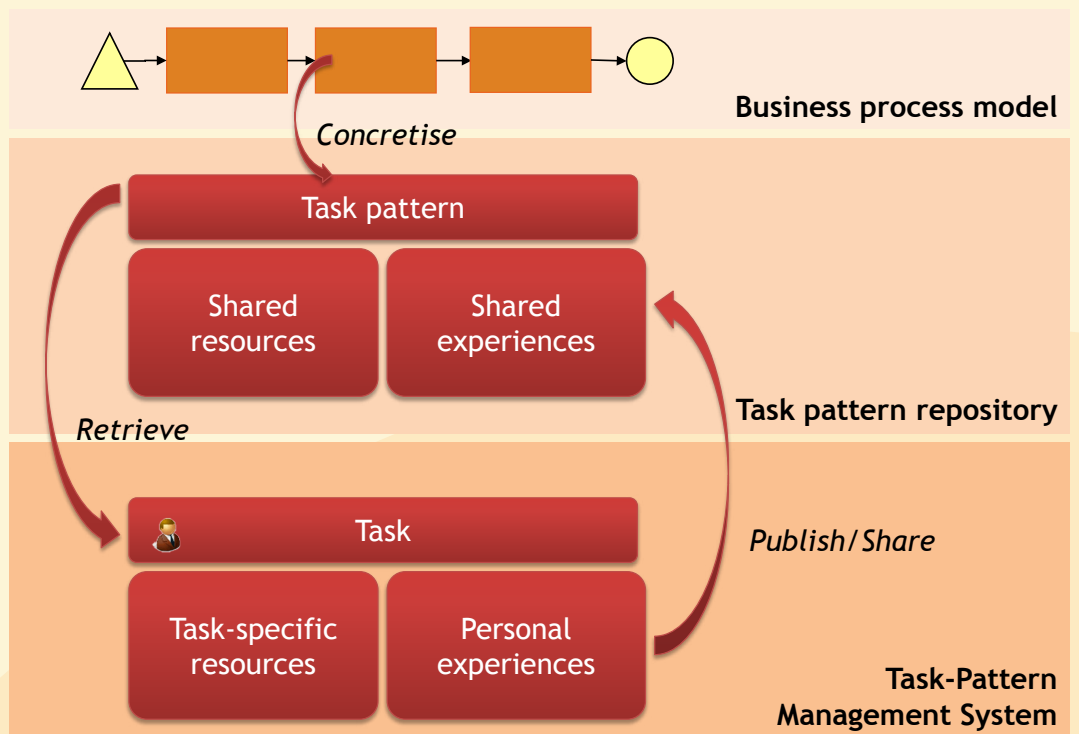 Business process model
Concretise
Task pattern
Shared
resources
Shared
experiences
Task pattern repository
Retrieve
Task
Publish/Share
Task-specific
resources
Personal
experiences
Task-Pattern
Management System